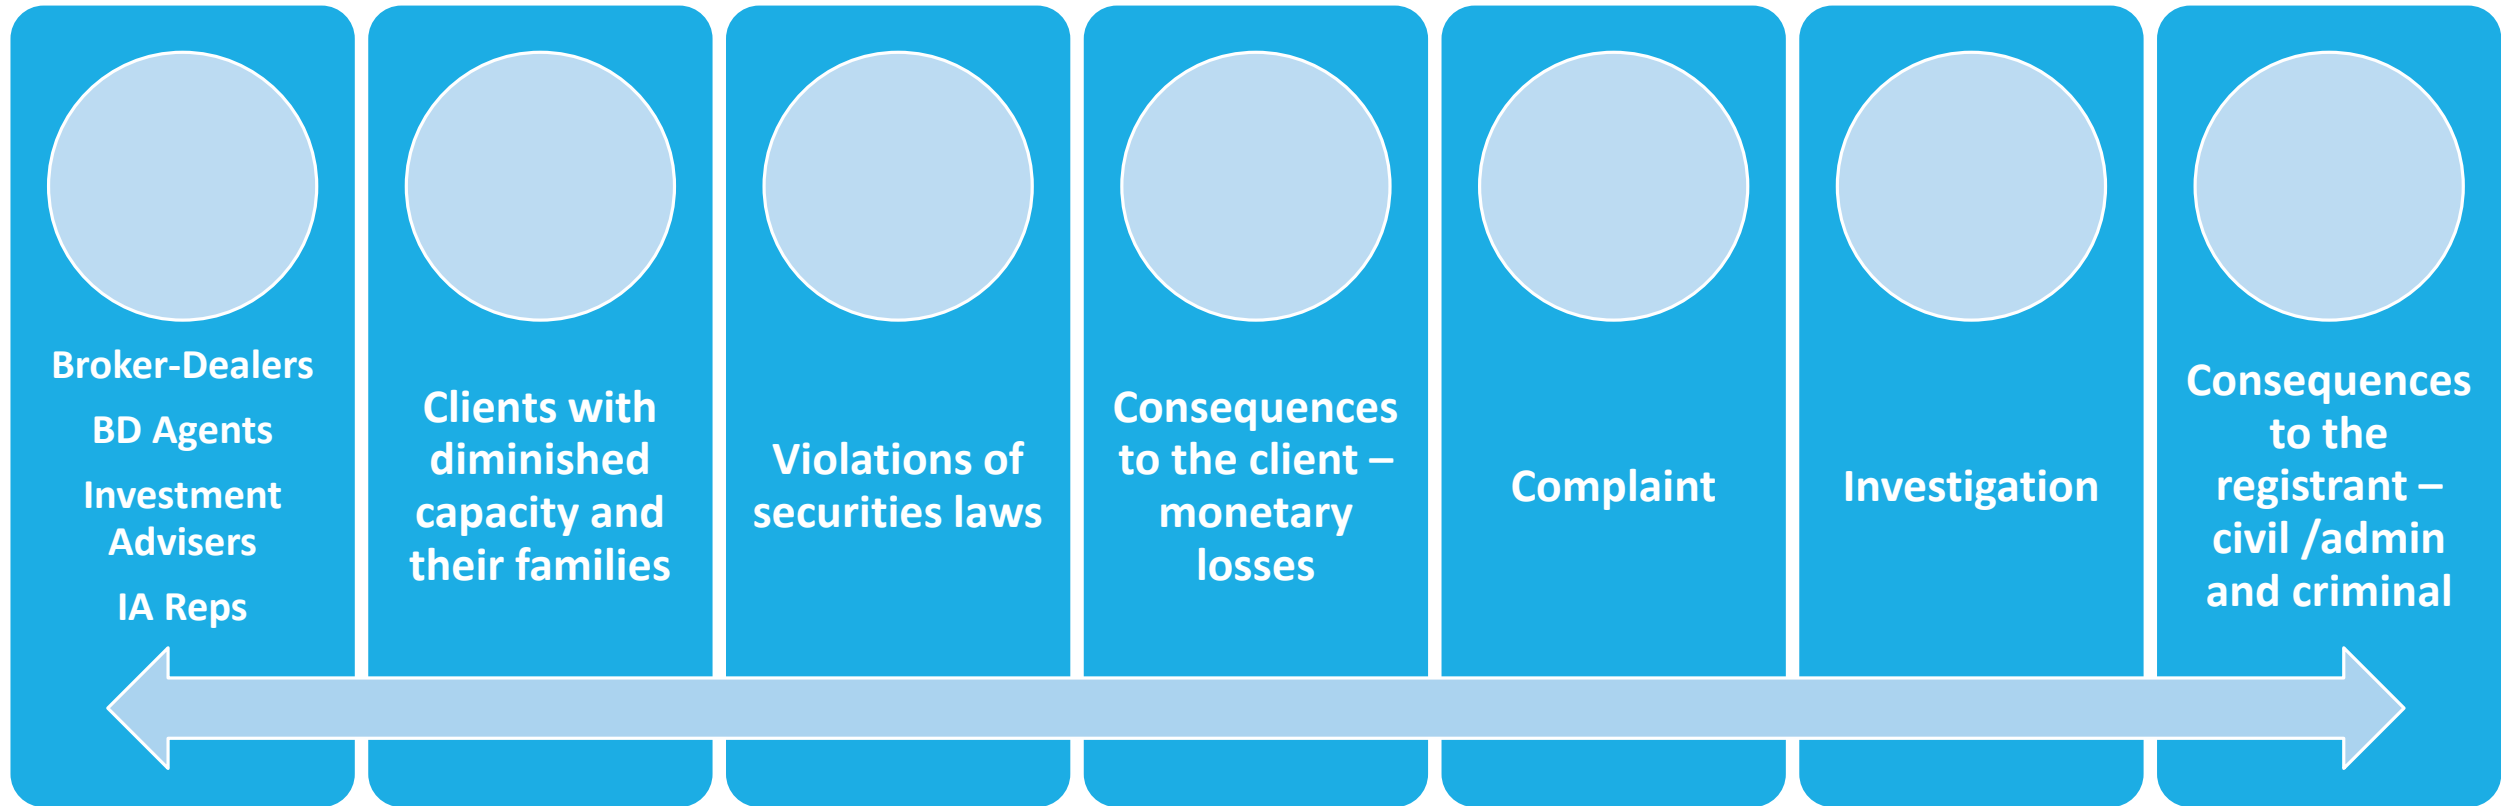 Broker-Dealers
BD Agents
Investment
Advisers
IA Reps
Clients with
diminished
capacity and
their families
Violations of
securities laws
Consequences
to the client –
monetary
losses
Complaint
Investigation
Consequences
to the
registrant –
civil /admin
and criminal